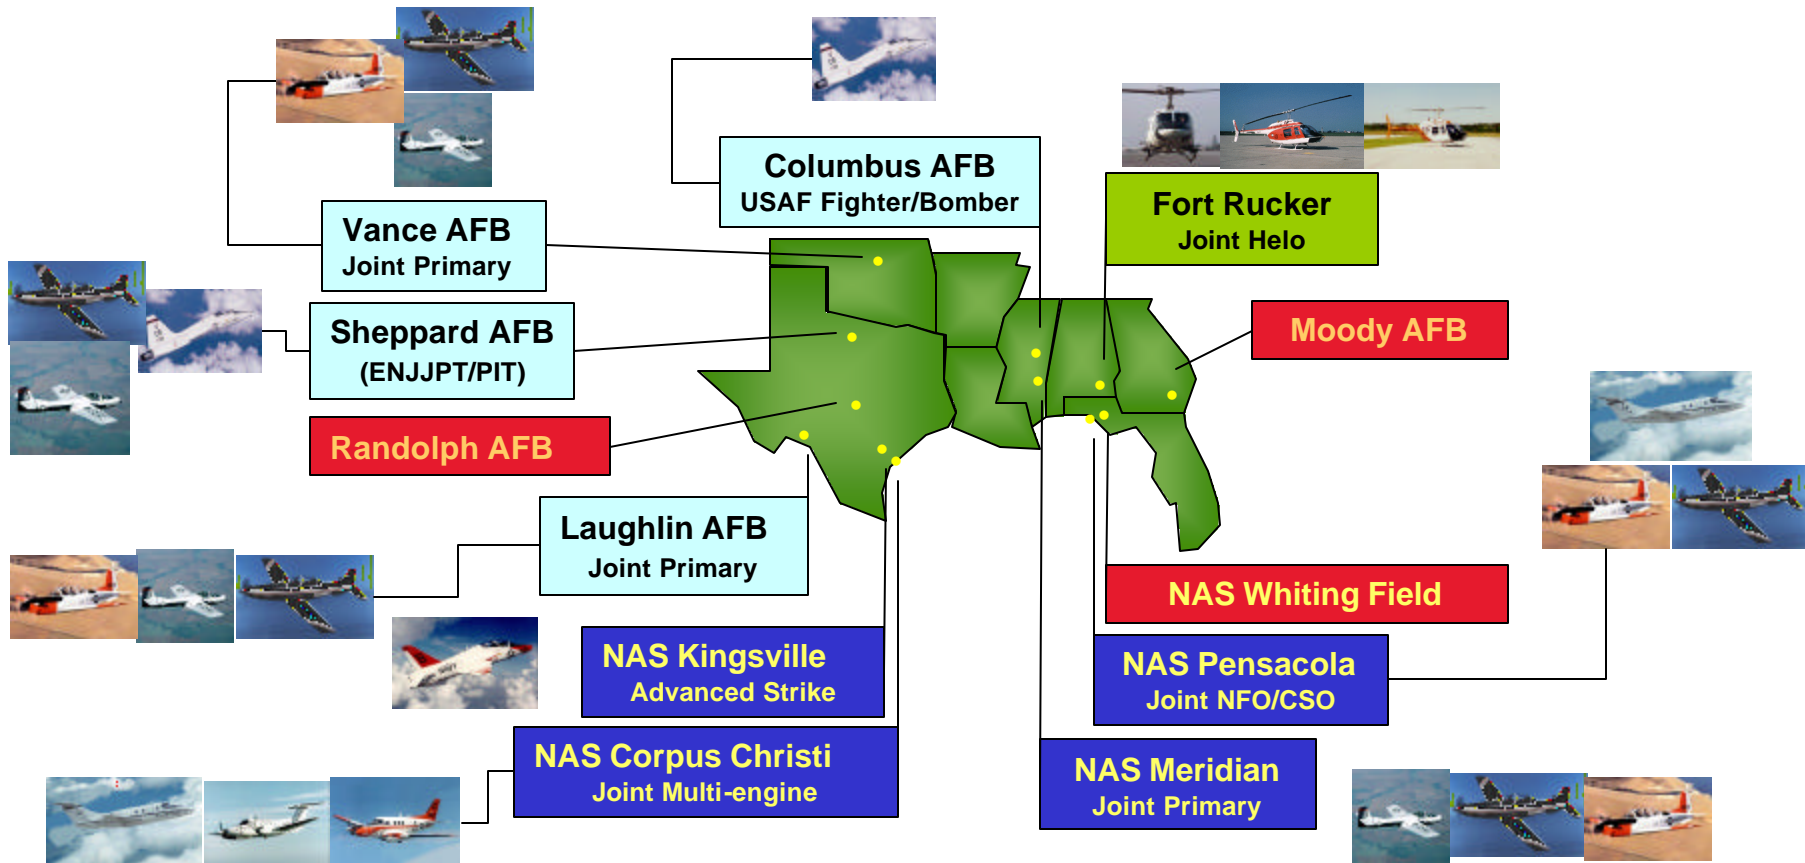 Columbus AFB
USAF Fighter/Bomber
Fort Rucker
Joint Helo
Vance AFB
Joint Primary
Sheppard AFB
(ENJJPT/PIT)
Moody AFB
Randolph AFB
Laughlin AFB
Joint Primary
NAS Whiting Field
NAS Kingsville
Advanced Strike
NAS Pensacola
Joint NFO/CSO
NAS Corpus Christi
Joint Multi-engine
NAS Meridian
Joint Primary